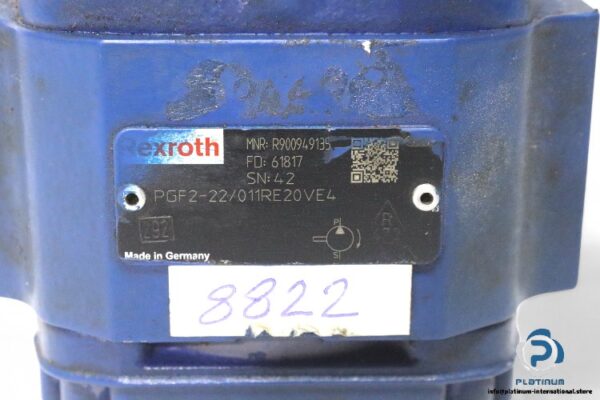 Rexroth
MNR: R900949135
FD: 61817
SN: 42
PGF2-22/011RE20VE4
292
P
S
R
Made in Germany
8822
PLATINUM
info@platinum-international.store